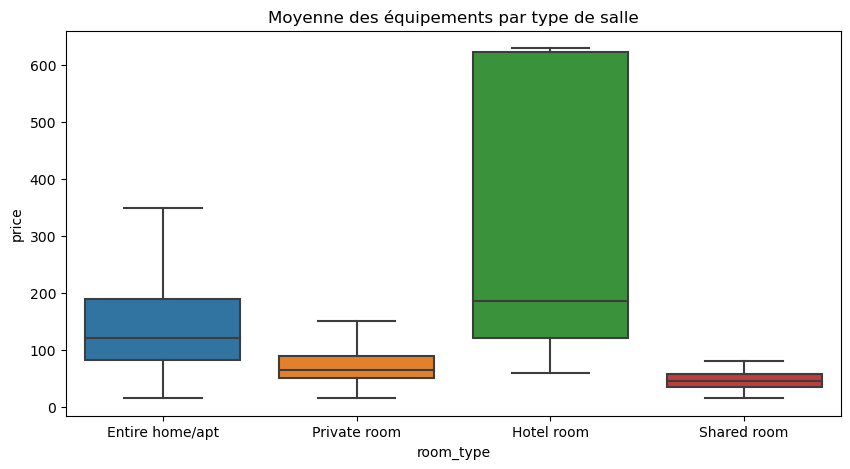 Moyenne des équipements par type de salle
price
600
500
400
300
200
100
0
Entire home/apt
Private room
Hotel room
Shared room
room_type